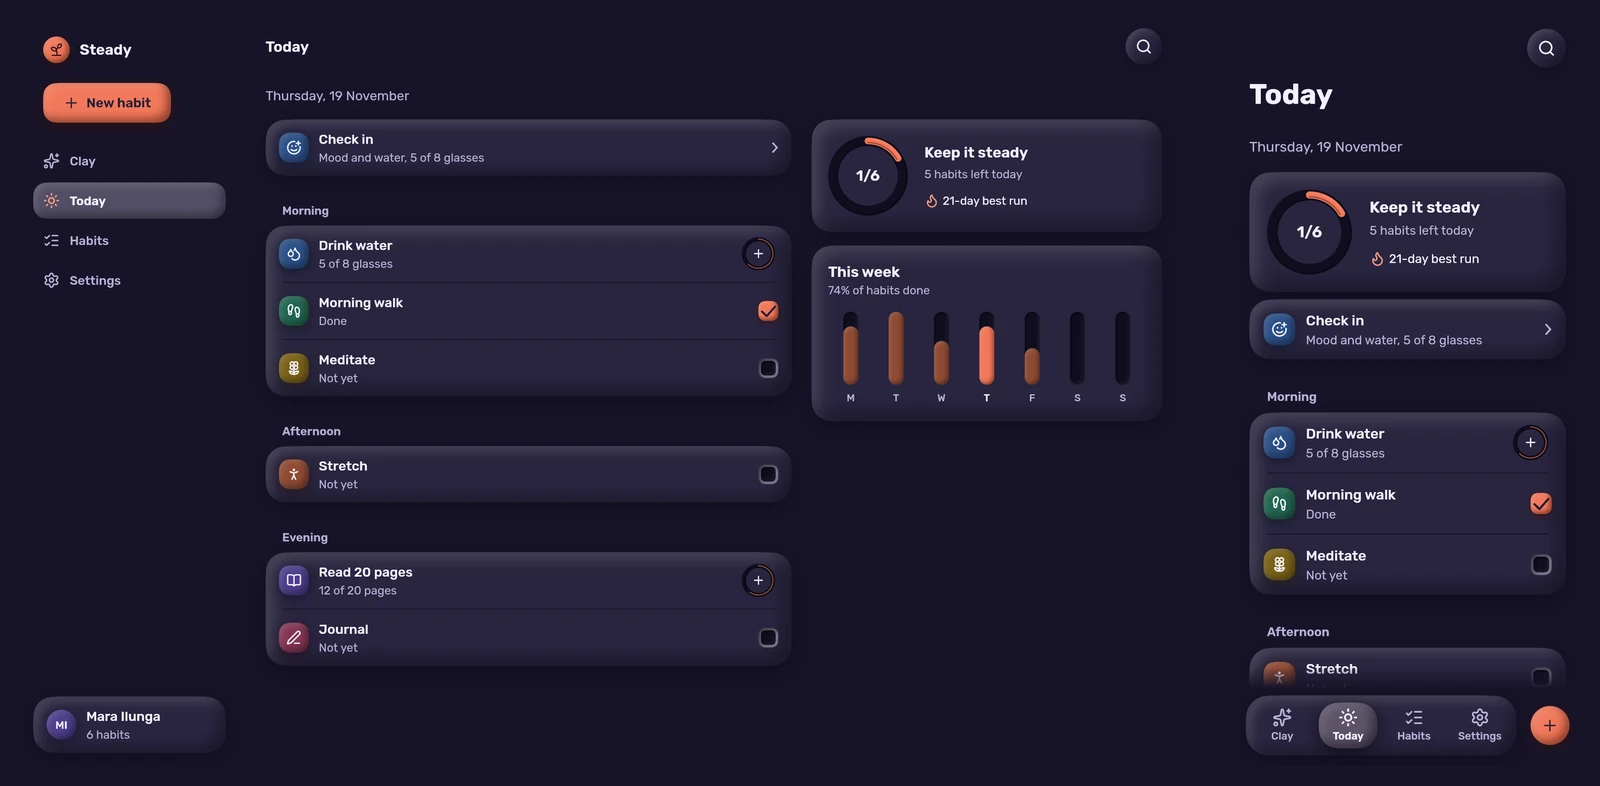 Steady
New habit
Clay
Today
Habits
Settings
MI
Mara Ilunga
6 habits
Today
Thursday, 19 November
Check in
Mood and water, 5 of 8 glasses
Morning
Drink water
5 of 8 glasses
Morning walk
Done
Meditate
Not yet
Afternoon
Stretch
Not yet
Evening
Read 20 pages
12 of 20 pages
Journal
Not yet
1/6
Keep it steady
5 habits left today
21-day best run
This week
74% of habits done
M T W T F S S
Today
Thursday, 19 November
1/6
Keep it steady
5 habits left today
21-day best run
Check in
Mood and water, 5 of 8 glasses
Morning
Drink water
5 of 8 glasses
Morning walk
Done
Meditate
Not yet
Afternoon
Stretch
Clay
Today
Habits
Settings